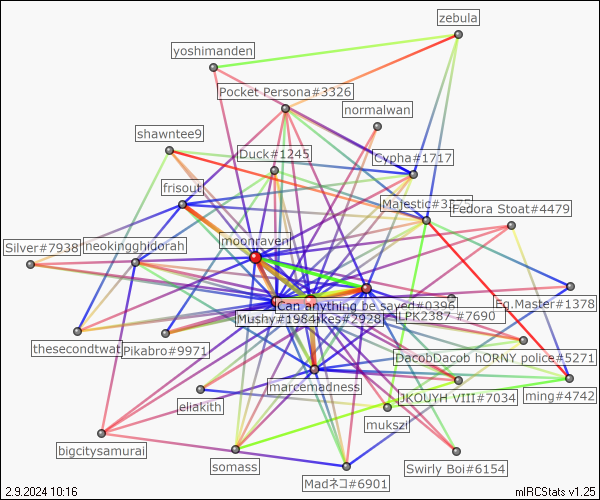 zebula
yoshimanden
Pocket Persona#3326
normalwan
shawntee9
Duck#1245
Cypha#1717
frisout
Majestic#3375
Fedora Stoat#4479
moonraven
Silver#7938
neokingghidorah
Can anything be sayed#0396
Eg.Master#1378
Mushy#1984
ikes#2928
LPK2387 #7690
thesecondtwat
Pikabro#9971
DacobDacob hORNY police#5271
marcemadness
JKOUYH VIII#7034
ming#4742
eliakith
mukszi
bigcitysamurai
somass
Swirly Boi#6154
Madネコ#6901
2.9.2024 10:16
mIRCStats v1.25